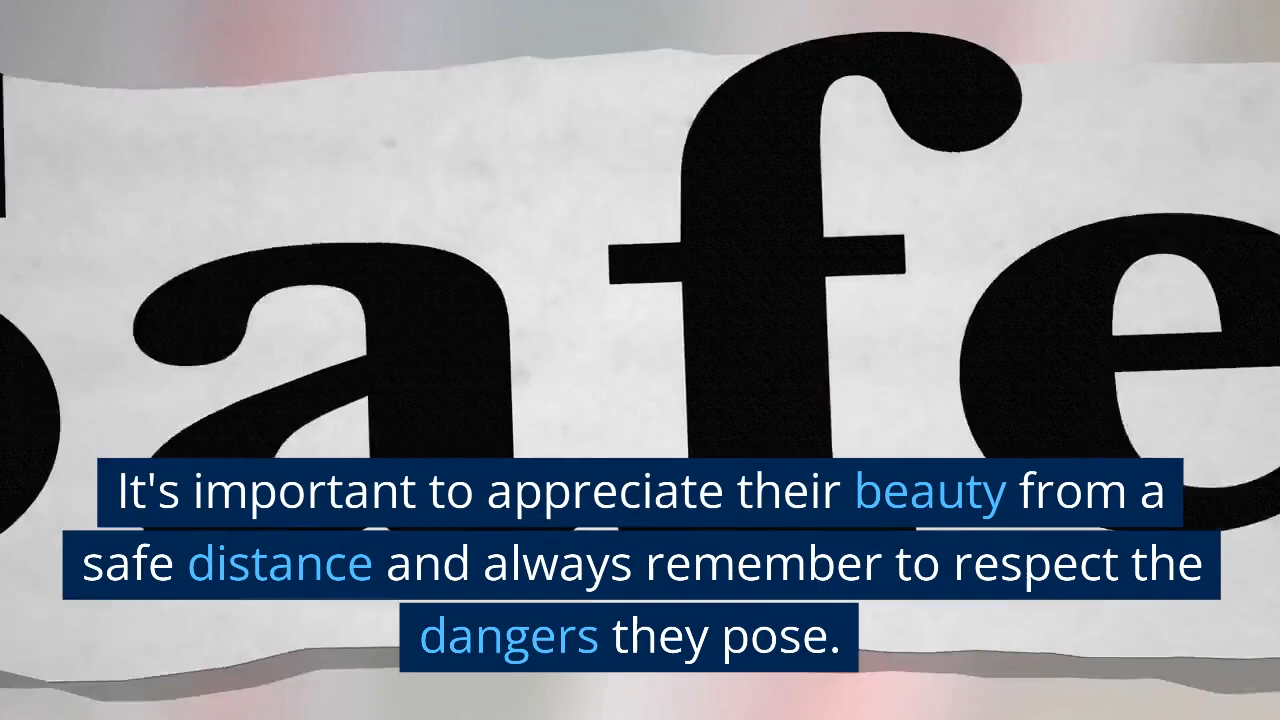 Safe
It's important to appreciate their beauty from a
safe distance and always remember to respect the
dangers they pose.